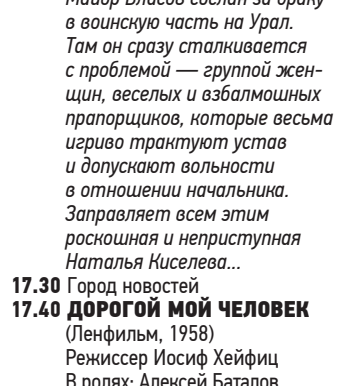 Майор Власов сослан за драку
в воинскую часть на Урал.
Там он сразу сталкивается
с проблемой — группой жен-
щин, веселых и взбалмошных
прапорщиков, которые весьма
игриво трактуют устав
и допускают вольности
в отношении начальника.
Заправляет всем этим
роскошная и неприступная
Наталья Киселева...
17.30 Город новостей
17.40 ДОРОГОЙ МОЙ ЧЕЛОВЕК
(Ленфильм, 1958)
Режиссер Иосиф Хейфиц
В ролях: Алексей Баталов